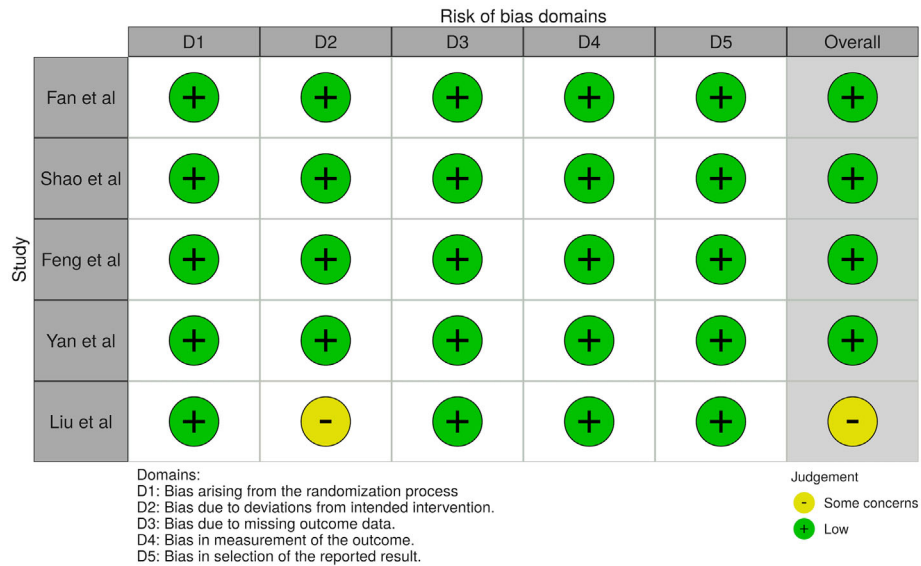 Risk of bias domains
D1 D2 D3 D4 D5 Overall
Study
Fan et al + + + + + +
Shao et al + + + + + +
Feng et al + + + + + +
Yan et al + + + + + +
Liu et al + - + + + -
Domains:
D1: Bias arising from the randomization process
D2: Bias due to deviations from intended intervention.
D3: Bias due to missing outcome data.
D4: Bias in measurement of the outcome.
D5: Bias in selection of the reported result.
Judgement
- Some concerns
+ Low